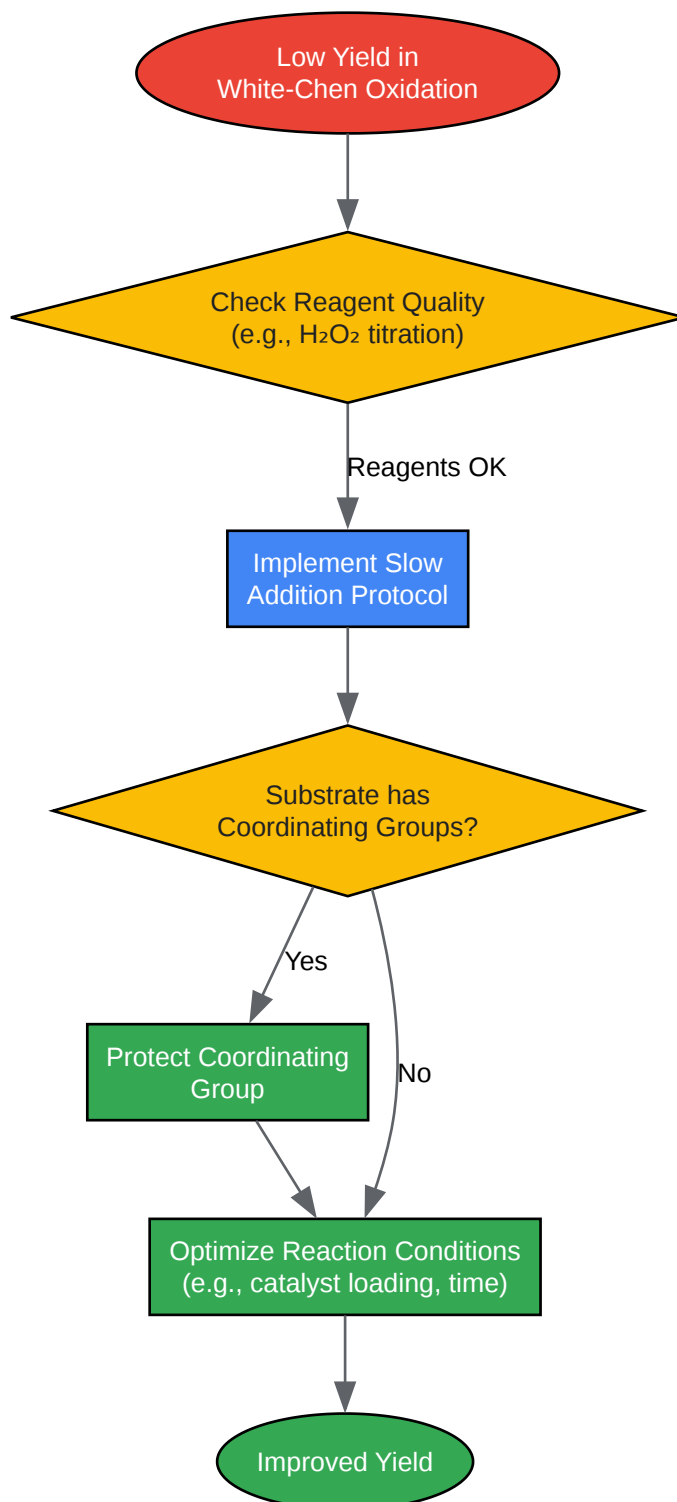 Low Yield in
White-Chen Oxidation
Check Reagent Quality
(e.g., H₂O₂ titration)
Reagents OK
Implement Slow
Addition Protocol
Substrate has
Coordinating Groups?
Yes
Protect Coordinating
Group
No
Optimize Reaction Conditions
(e.g., catalyst loading, time)
Improved Yield